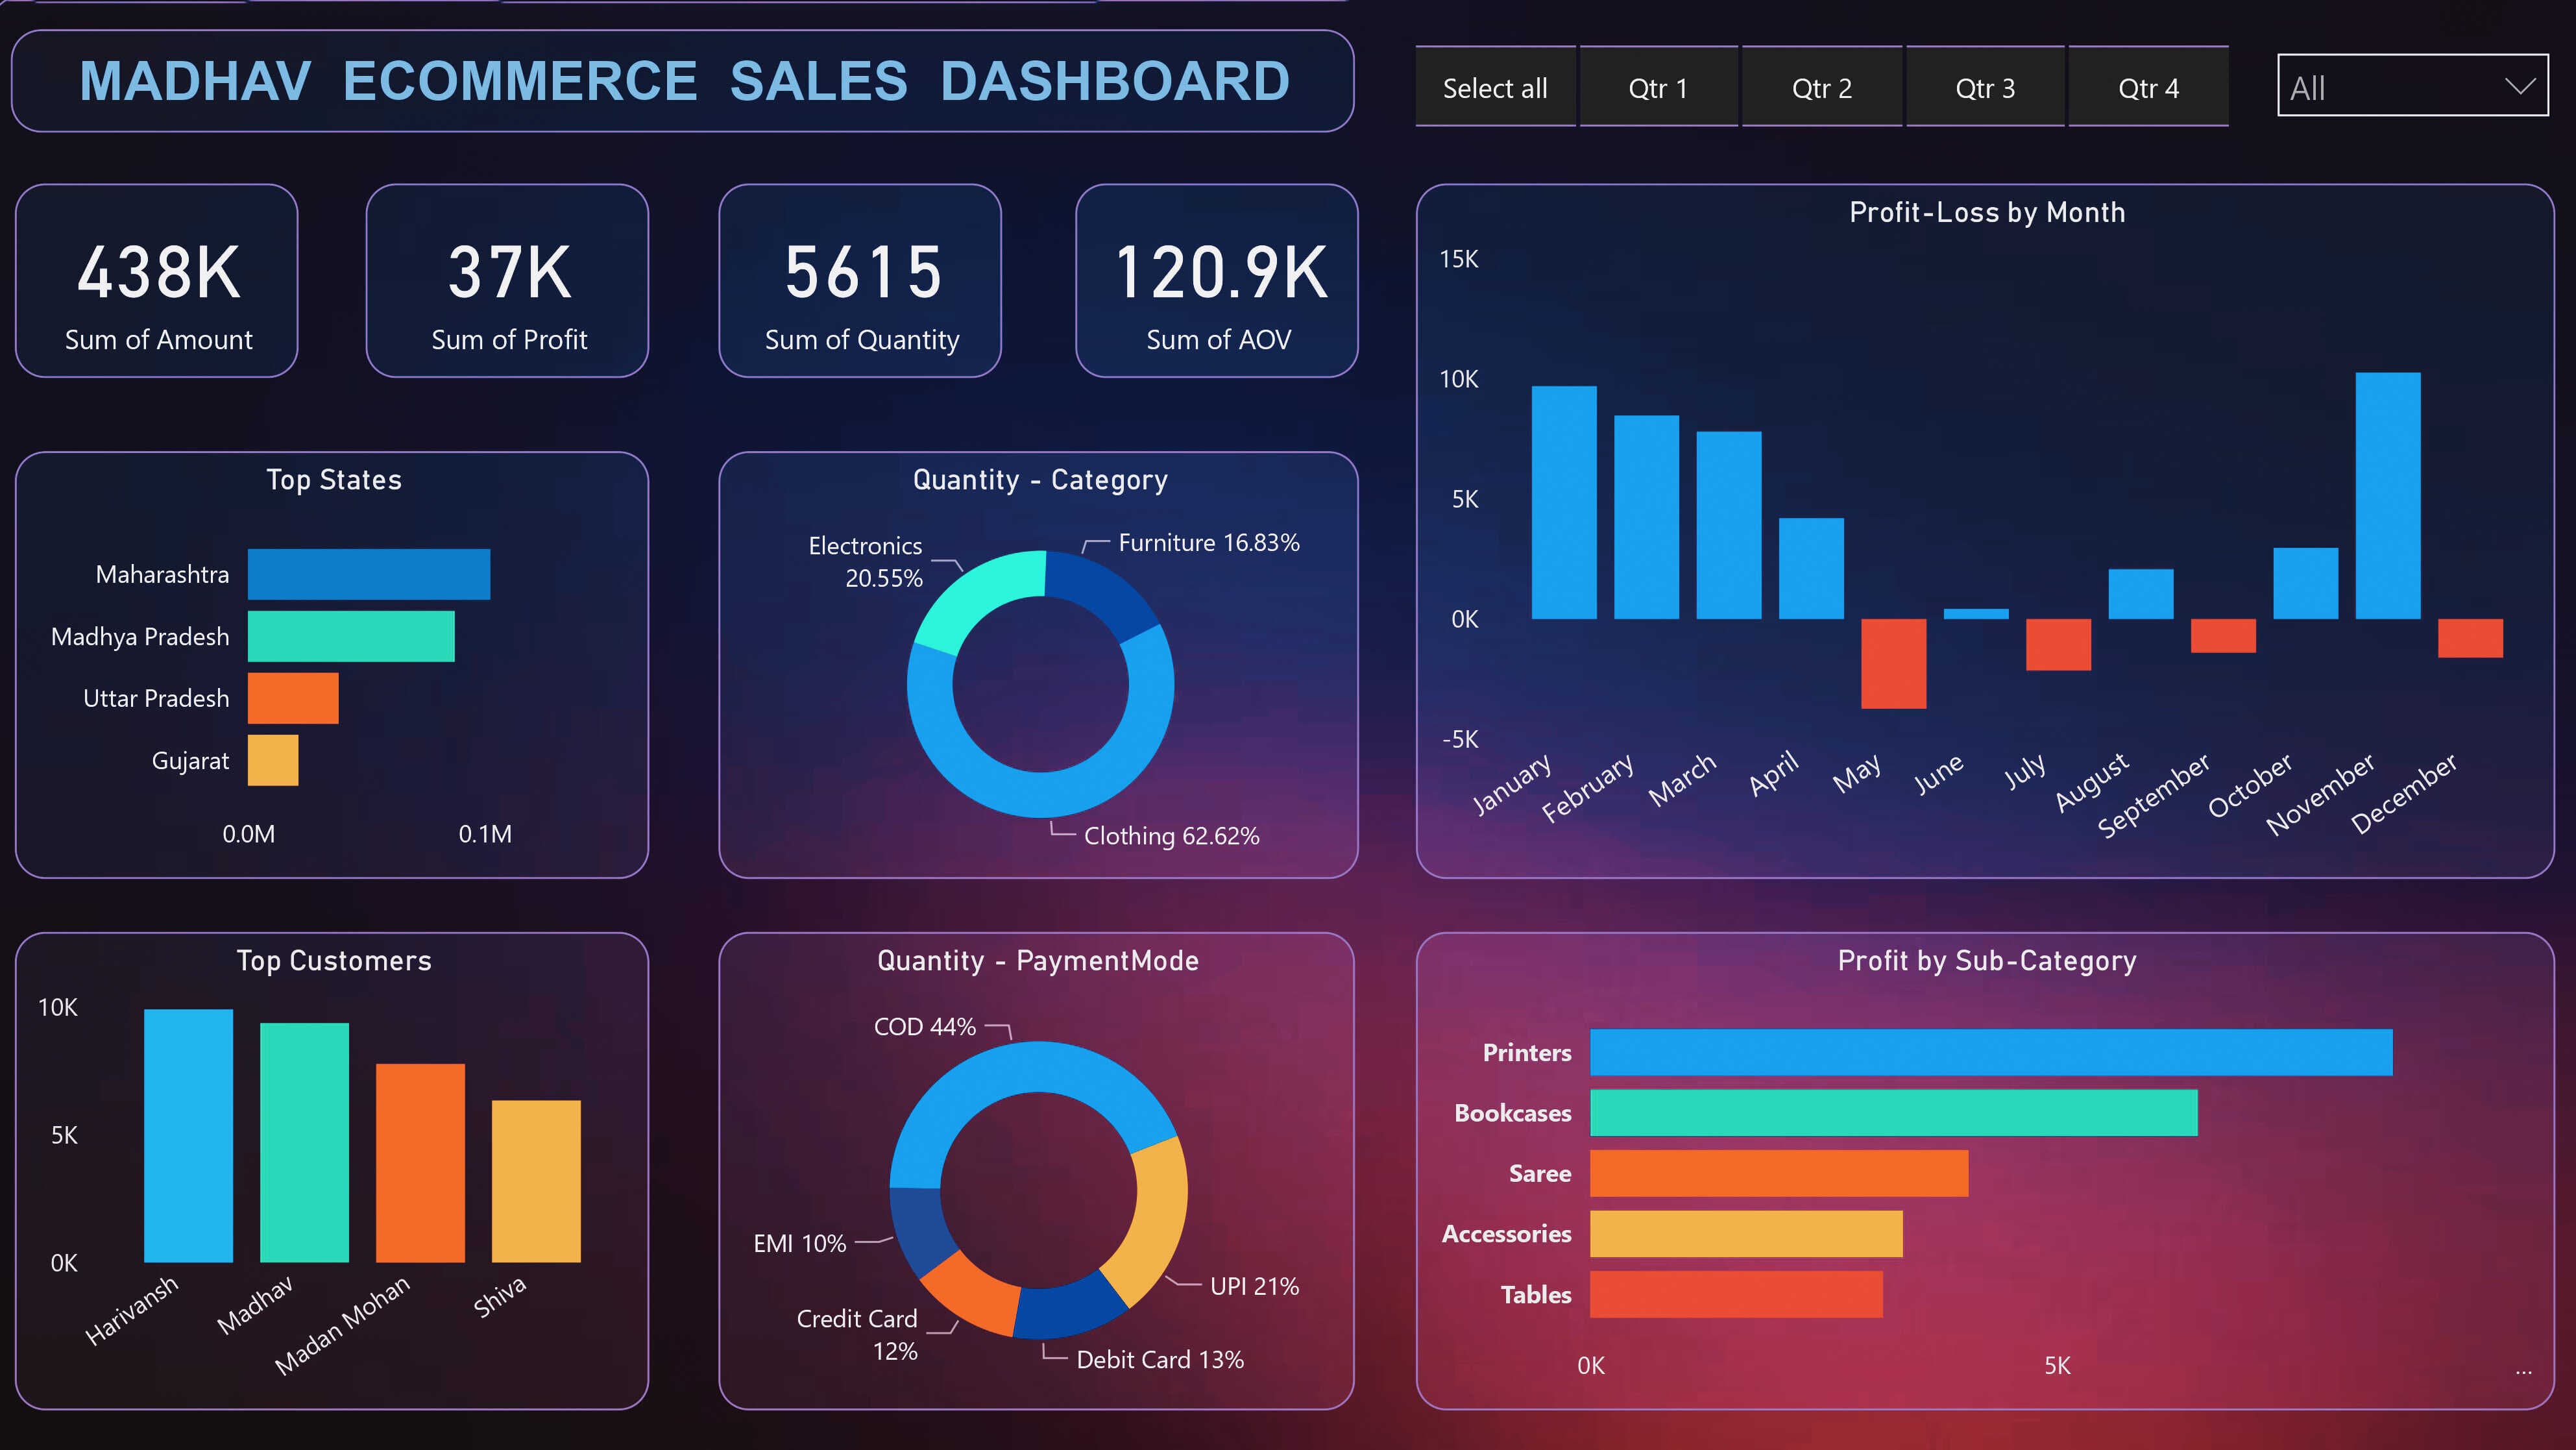 MADHAV ECOMMERCE SALES DASHBOARD
Select all
Qtr 1
Qtr 2
Qtr 3
Qtr 4
All
438K
Sum of Amount
37K
Sum of Profit
5615
Sum of Quantity
120.9K
Sum of AOV
Top States
Maharashtra
Madhya Pradesh
Uttar Pradesh
Gujarat
0.0M
0.1M
Quantity - Category
Electronics
20.55%
Furniture 16.83%
Clothing 62.62%
Profit-Loss by Month
15K
10K
5K
0K
-5K
January
February
March
April
May
June
July
August
September
October
November
December
Top Customers
10K
5K
0K
Harivansh
Madhav
Madan Mohan
Shiva
Quantity - PaymentMode
COD 44%
EMI 10%
Credit Card
12%
Debit Card 13%
UPI 21%
Profit by Sub-Category
Printers
Bookcases
Saree
Accessories
Tables
0K
5K
...